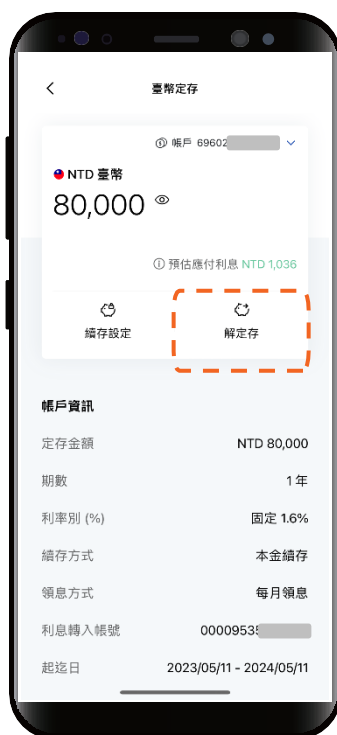 臺幣定存
帳戶 69602
NTD 臺幣
80,000
預估應付利息 NTD 1,036
續存設定
解定存
帳戶資訊
定存金額 NTD 80,000
期數 1 年
利率別 (%) 固定 1.6%
續存方式 本金續存
領息方式 每月領息
利息轉入帳號 0000953
起迄日 2023/05/11 - 2024/05/11